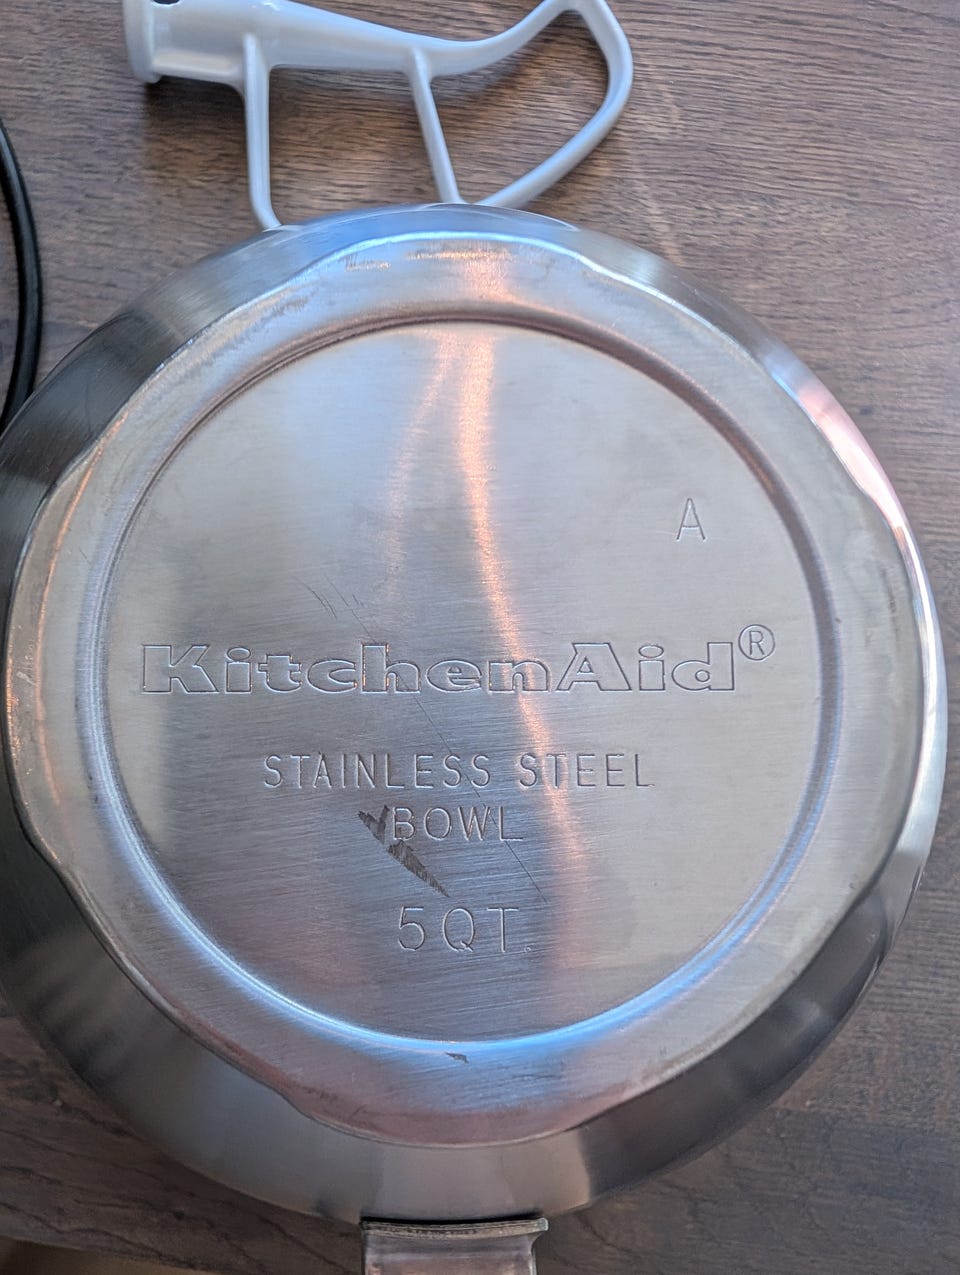 A
KitchenAid®
STAINLESS STEEL
BOWL
5QT.